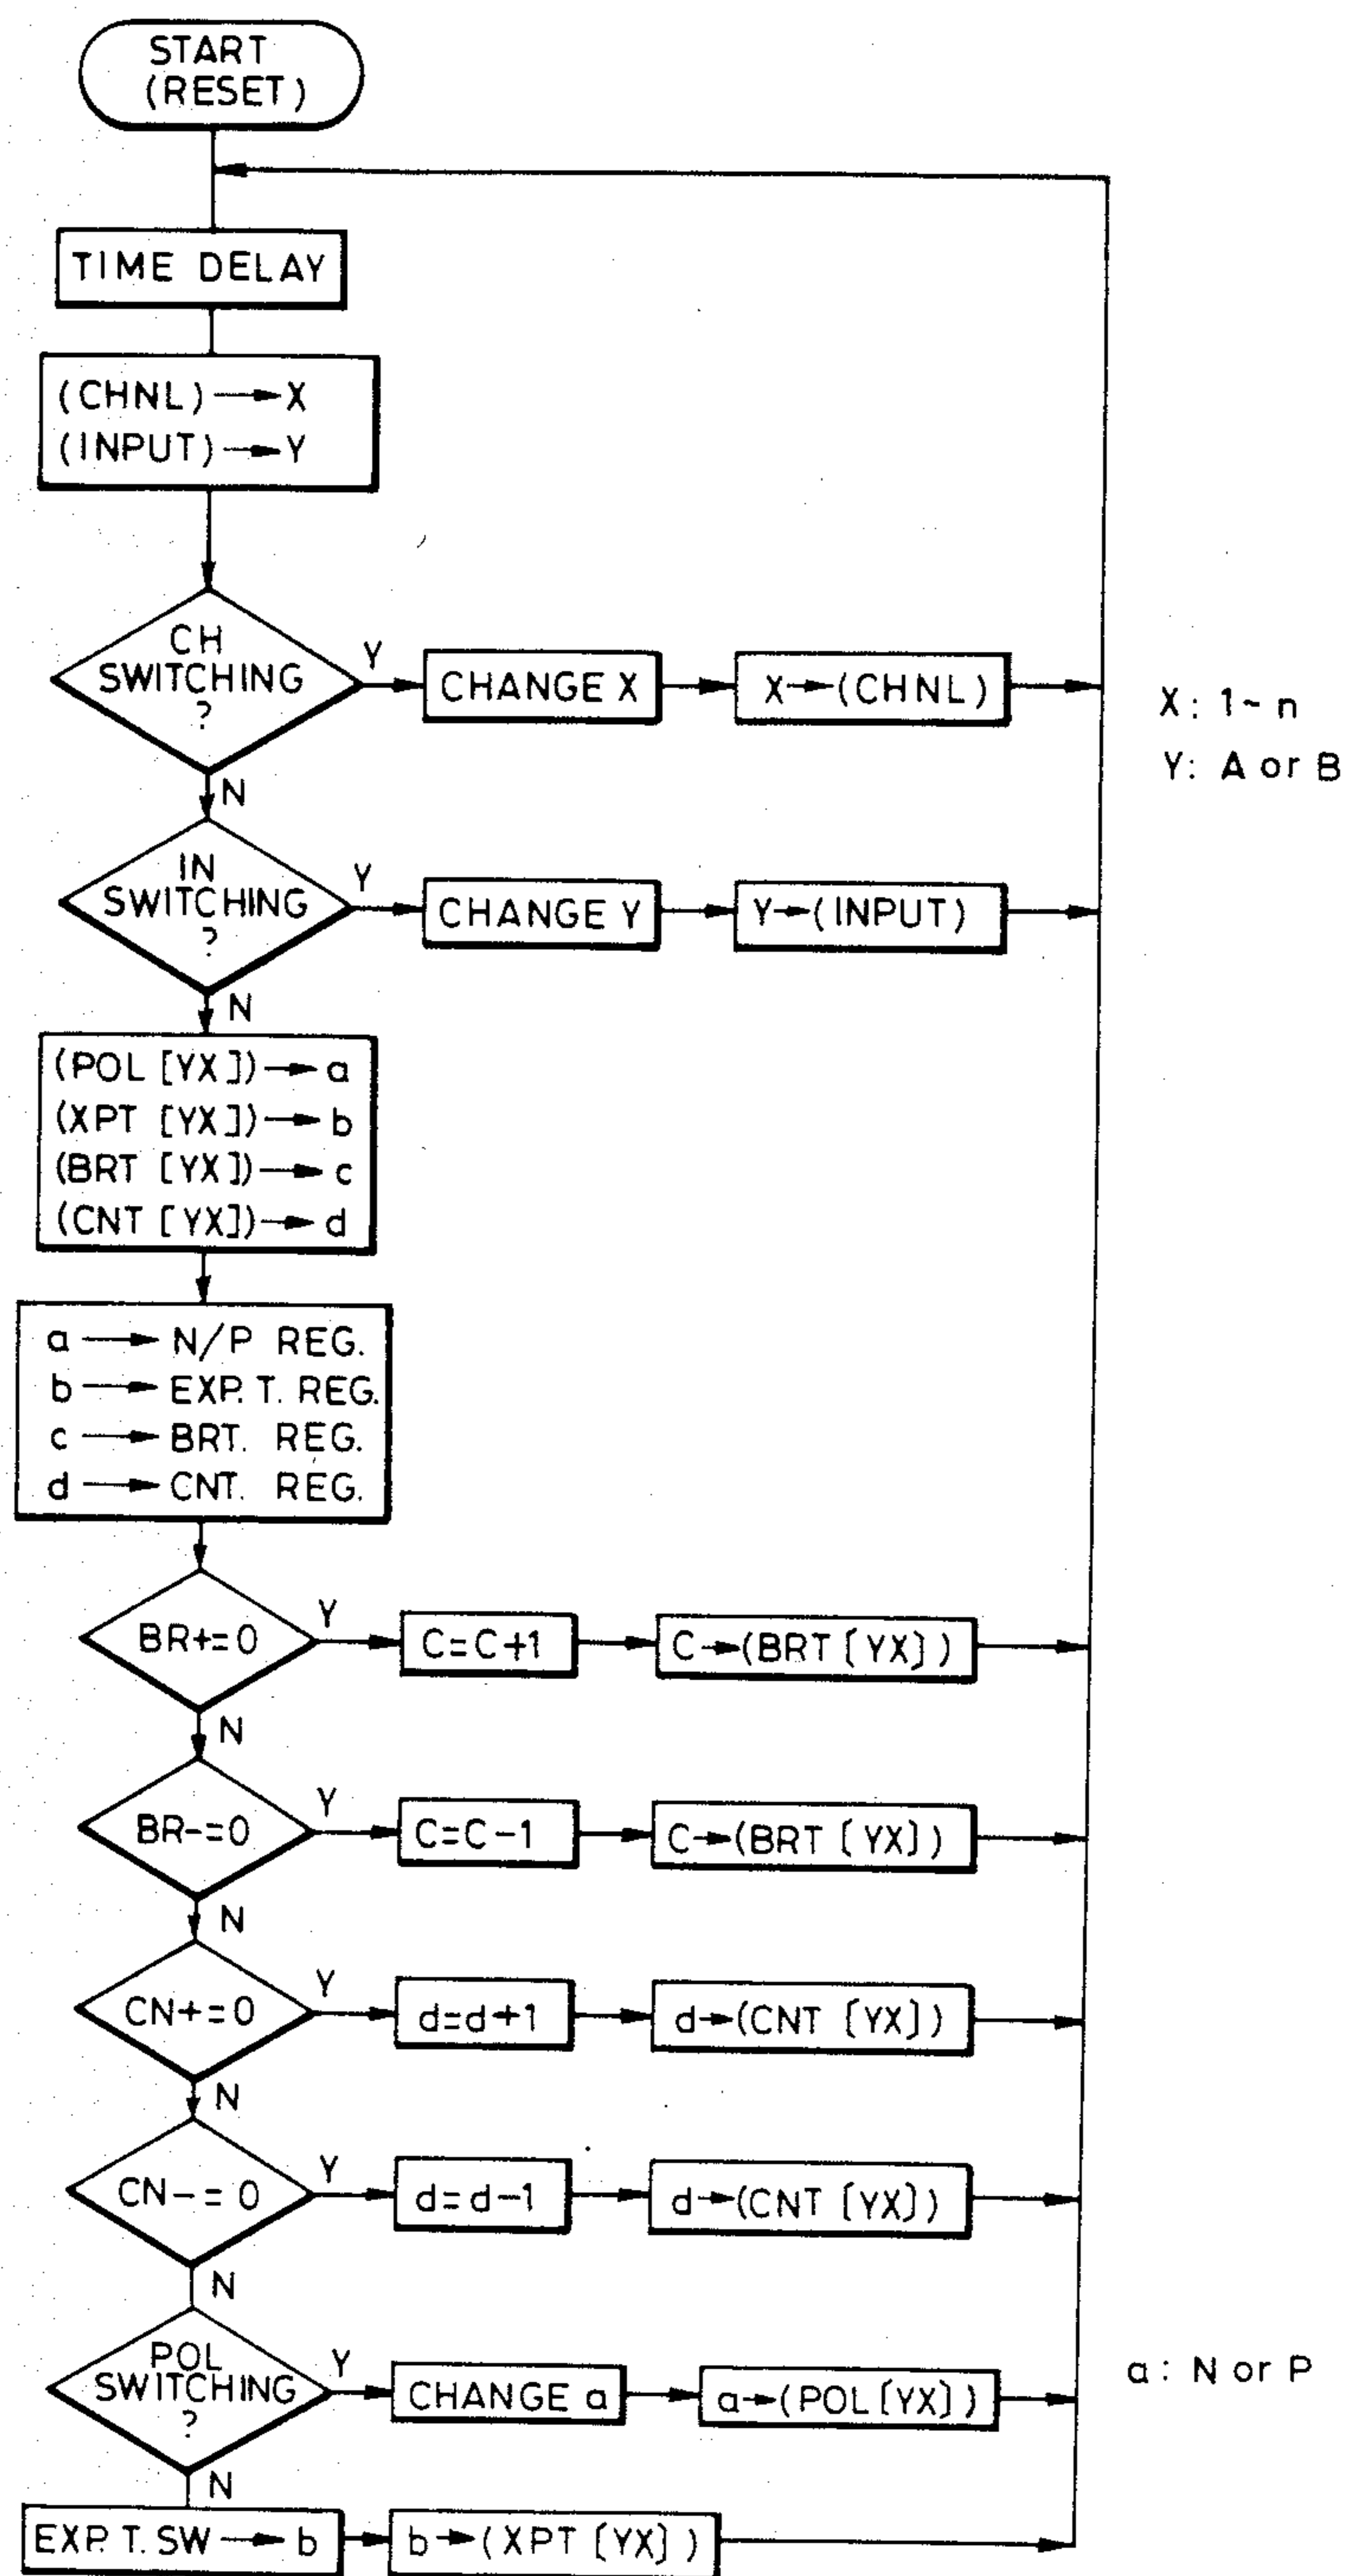 START
(RESET)
TIME DELAY
(CHNL)→X
(INPUT)→Y
CH
SWITCHING
?
Y
CHANGE X
X→(CHNL)
X: 1~n
Y: A or B
N
IN
SWITCHING
?
Y
CHANGE Y
Y→(INPUT)
N
(POL [YX])→a
(XPT [YX])→b
(BRT [YX])→c
(CNT [YX])→d
a→N/P REG.
b→EXP. T. REG.
c→BRT. REG.
d→CNT. REG.
BR+=0
Y
C=C+1
C→(BRT [YX])
N
BR-=0
Y
C=C-1
C→(BRT [YX])
N
CN+=0
Y
d=d+1
d→(CNT [YX])
N
CN-=0
Y
d=d-1
d→(CNT [YX])
N
POL
SWITCHING
?
Y
CHANGE a
a→(POL [YX])
a: N or P
N
EXP. T. SW→b
b→(XPT [YX])